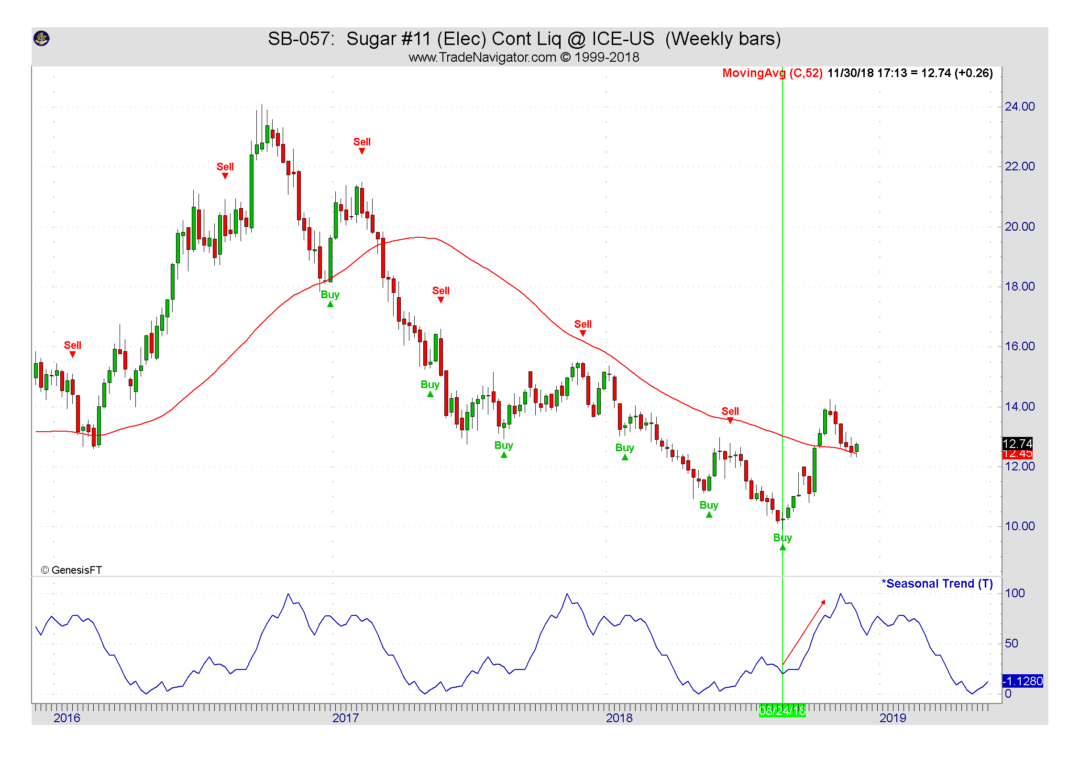 SB-057: Sugar #11 (Elec) Cont Liq @ ICE-US (Weekly bars)
www.TradeNavigator.com © 1999-2018
MovingAvg (C,52) 11/30/18 17:13 = 12.74 (+0.26)
24.00
Sell
Sell
22.00
20.00
Buy
Sell
18.00
Sell
Sell
16.00
Buy
Sell
14.00
Buy
Buy
12.74
12.45
12.00
Buy
10.00
Buy
© GenesisFT
*Seasonal Trend (T)
100
50
-1.1280
0
2016
2017
2018
08/24/18
2019